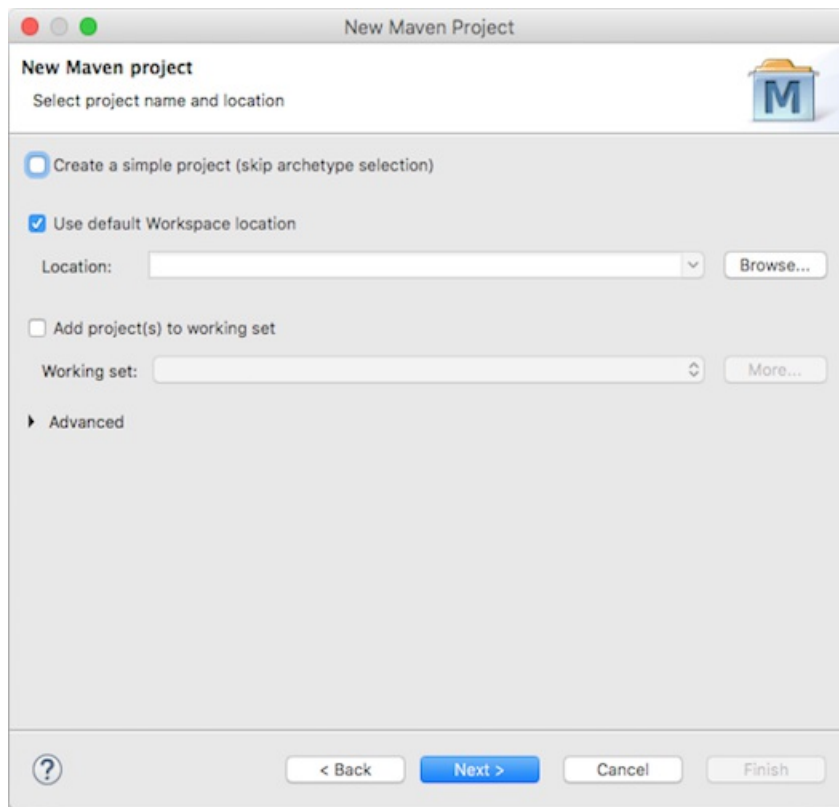 New Maven Project
New Maven project
Select project name and location
M
Create a simple project (skip archetype selection)
Use default Workspace location
Location:
Browse...
Add project(s) to working set
Working set:
More...
Advanced
?
< Back
Next >
Cancel
Finish